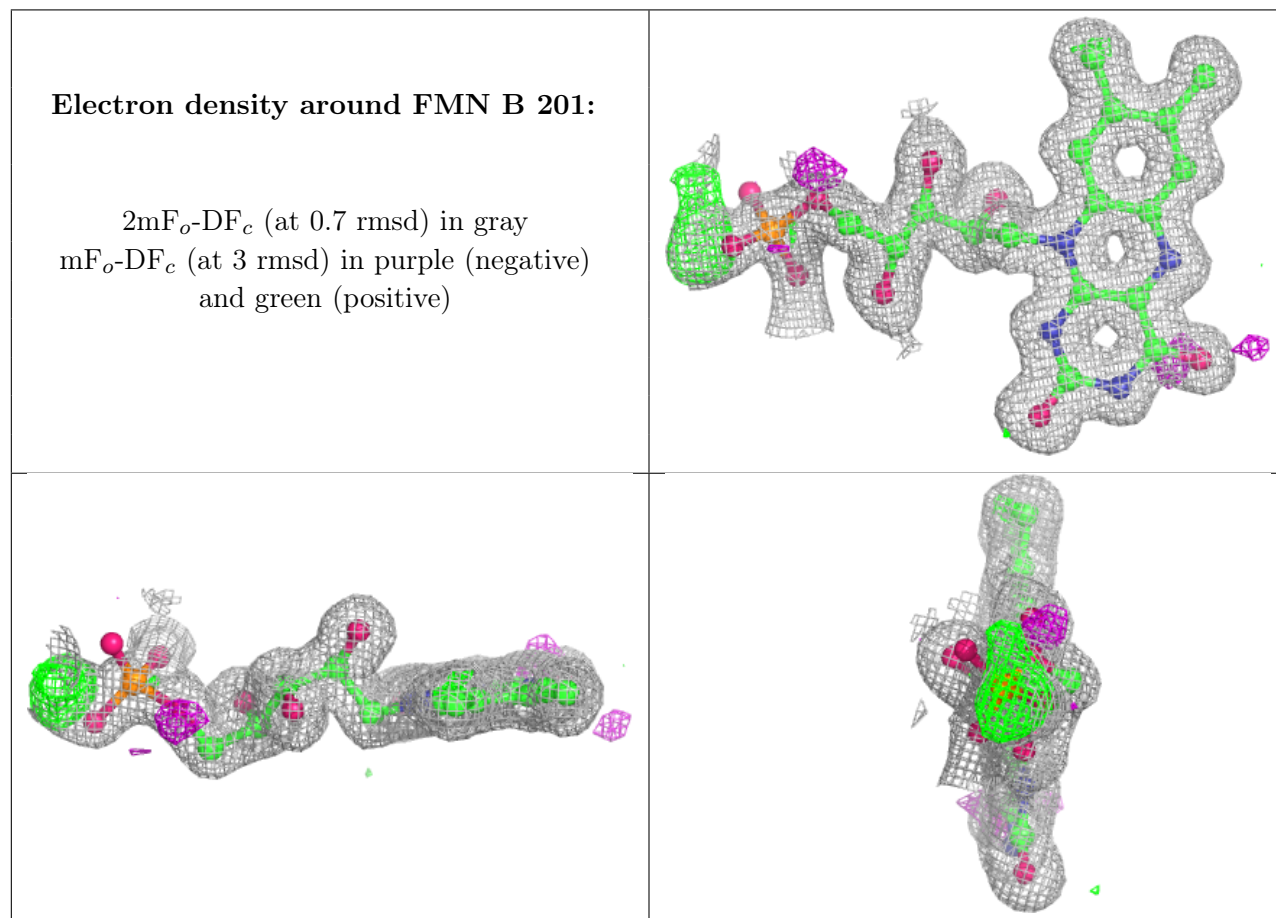 Electron density around FMN B 201:
2mFo-DFc (at 0.7 rmsd) in gray
mFo-DFc (at 3 rmsd) in purple (negative)
and green (positive)